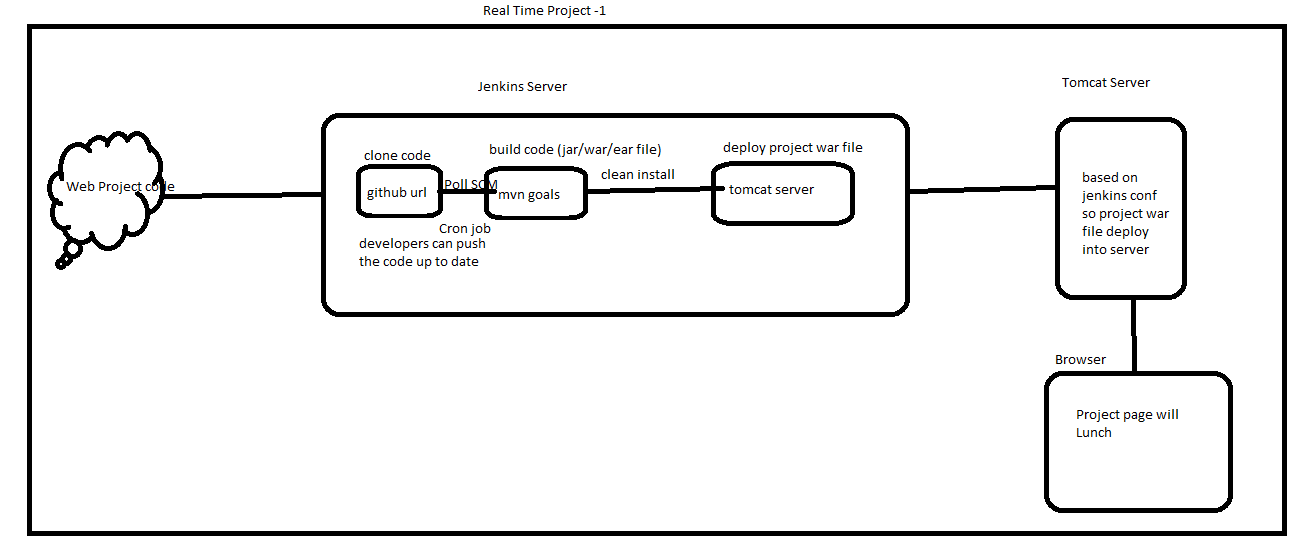 Real Time Project -1
Jenkins Server
Tomcat Server
Web Project code
clone code
github url
Poll SCM
Cron job
developers can push
the code up to date
build code (jar/war/ear file)
mvn goals
clean install
deploy project war file
tomcat server
based on
jenkins conf
so project war
file deploy
into server
Browser
Project page will
Lunch